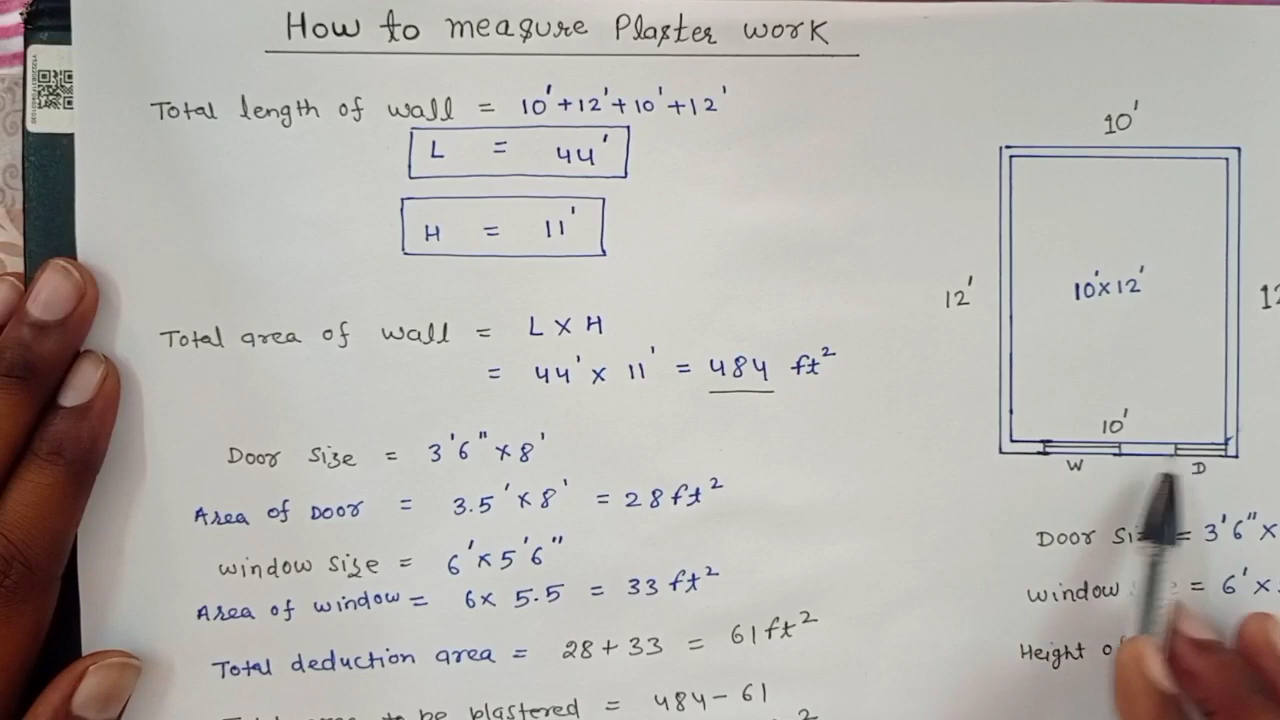 How to measure Plaster work
Total length of wall = 10'+12'+10'+12'
L = 44'
H = 11'
Total area of wall = L X H
= 44' x 11' = 484 ft²
Door Size = 3'6" x 8'
Area of Door = 3.5' x 8' = 28 ft²
window size = 6' x 5'6"
Area of window = 6 x 5.5 = 33 ft²
Total deduction area = 28 + 33 = 61 ft²
to be plastered = 484 - 61
10'
12'
10'x12'
10'
W
D
Door = 3'6" x
window = 6' x
Height